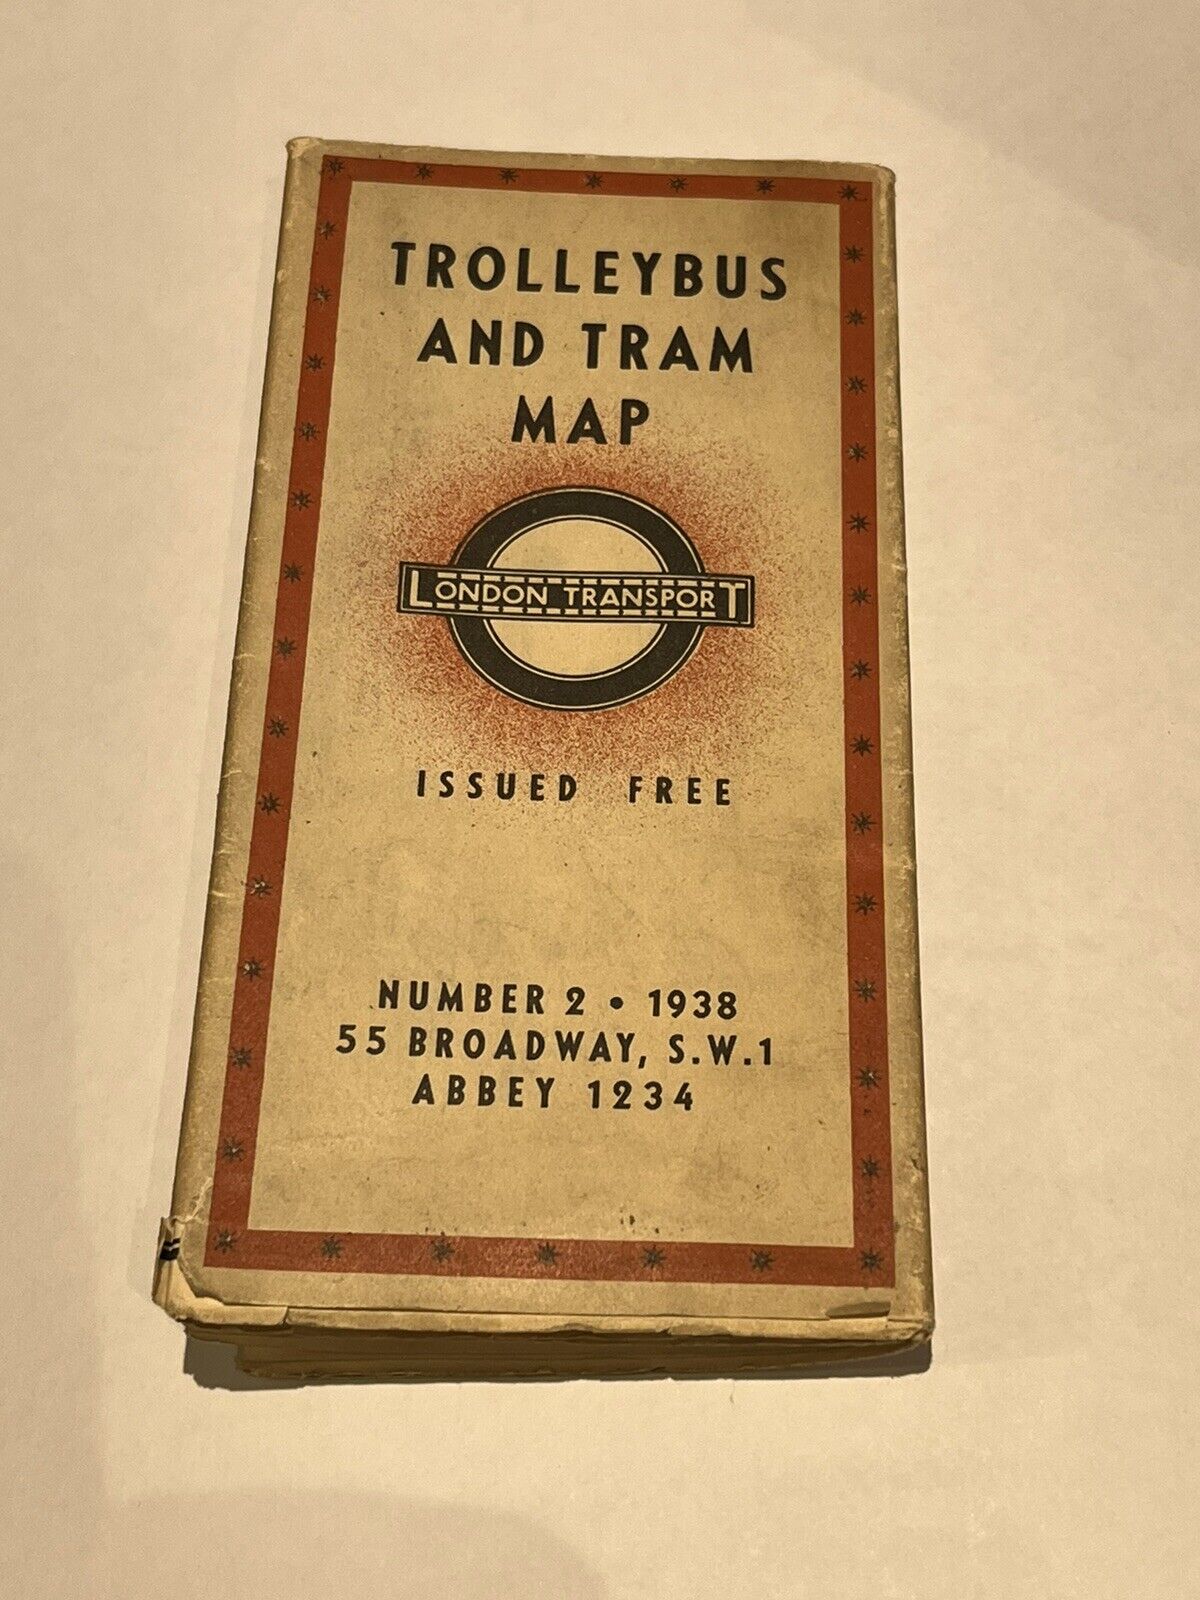 TROLLEYBUS
AND TRAM
MAP
LONDON TRANSPORT
ISSUED FREE
NUMBER 2 • 1938
55 BROADWAY, S.W.1
ABBEY 1234